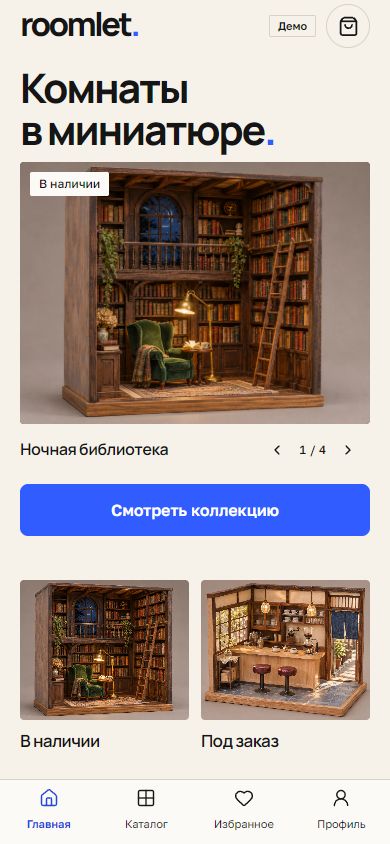 roomlet.
Демо
Комнаты
в миниатюре.
В наличии
Ночная библиотека
1 / 4
Смотреть коллекцию
В наличии
Под заказ
Главная
Каталог
Избранное
Профиль